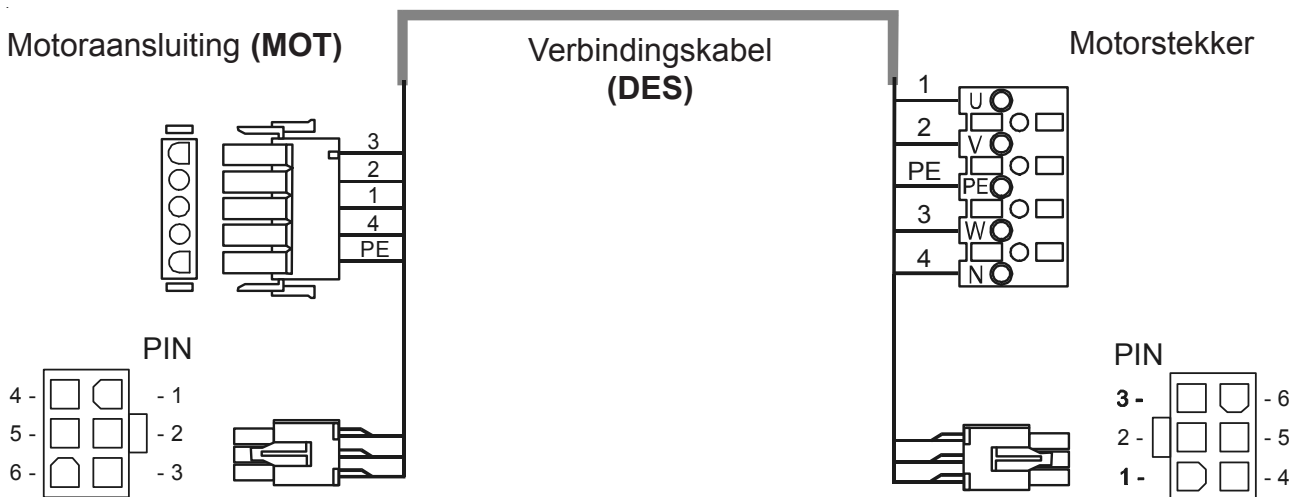 Motoraansluiting (MOT)
Verbindingskabel
(DES)
Motorstekker
3
2
1
4
PE
1 U
2 V
PE PE
3 W
4 N
PIN
4 - - 1
5 - - 2
6 - - 3
PIN
3 - - 6
2 - - 5
1 - - 4